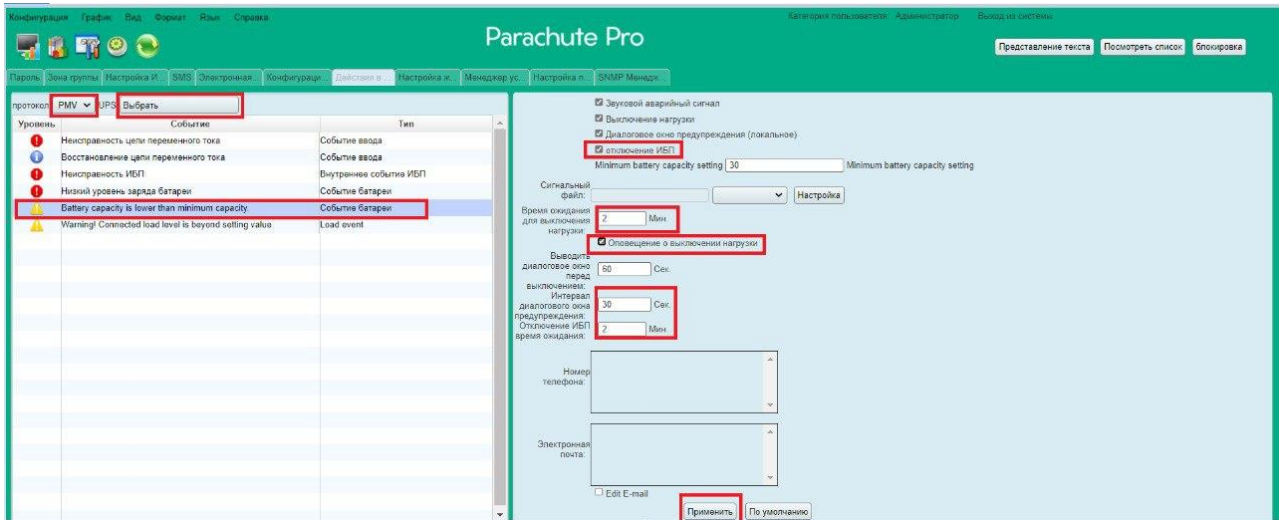 Конфигурация График Вид Формат Язык Справка
Категория пользователя: Администратор Выход из системы
Parachute Pro
Представление текста Посмотреть список блокировка
Пароль Зона группы Настройка И... SMS Электронная... Конфигураци... Действия в ... Настройка ж... Менеджер ус... Настройка п... SNMP Менедж...
протокол PMV UPS Выбрать
Уровень Событие Тип
Неисправность цепи переменного тока Событие ввода
Восстановление цепи переменного тока Событие ввода
Неисправность ИБП Внутреннее событие ИБП
Низкий уровень заряда батареи Событие батареи
Battery capacity is lower than minimum capacity. Событие батареи
Warning! Connected load level is beyond setting value Load event
Звуковой аварийный сигнал
Выключение нагрузки
Диалоговое окно предупреждения (локальное)
отключение ИБП
Minimum battery capacity setting 30 Minimum battery capacity setting
Сигнальный файл: Настройка
Время ожидания для выключения нагрузки: 2 Мин.
Оповещение о выключении нагрузки
Выводить диалоговое окно перед выключением: 60 Сек.
Интервал диалогового окна предупреждения: 30 Сек.
Отключение ИБП время ожидания: 2 Мин.
Номер телефона:
Электронная почта:
Edit E-mail
Применить По умолчанию